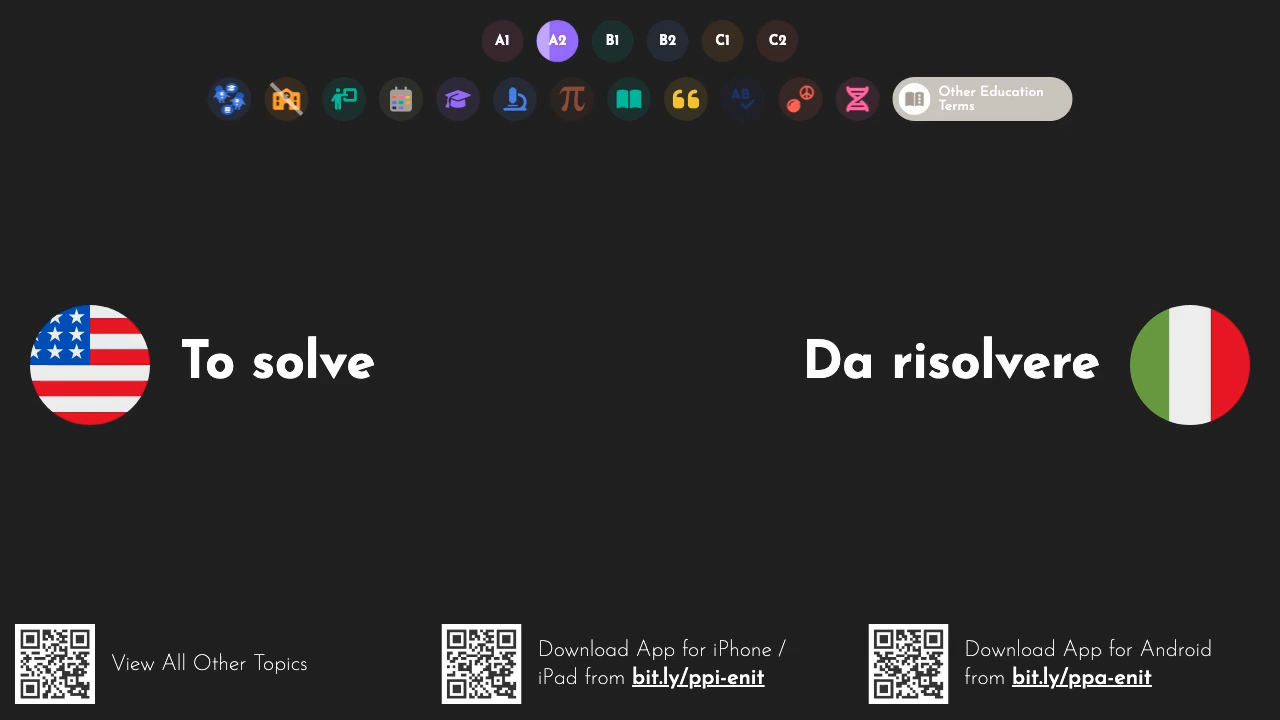 A1 A2 B1 B2 C1 C2
Other Education
Terms
To solve
Da risolvere
View All Other Topics
Download App for iPhone /
iPad from bit.ly/ppi-enit
Download App for Android
from bit.ly/ppa-enit